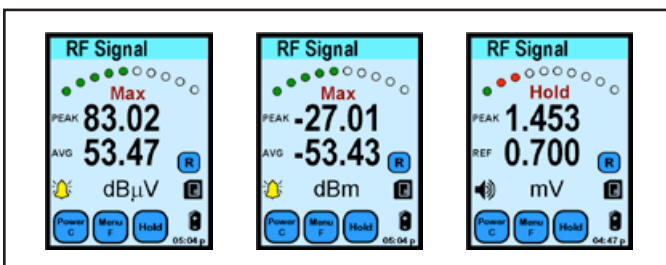 RF Signal
Max
PEAK 83.02
AVG 53.47 R
dBµV
Power C Menu F Hold
05:04 p
RF Signal
Max
PEAK -27.01
AVG -53.43 R
dBm
Power C Menu F Hold
05:04 p
RF Signal
Hold
PEAK 1.453
REF 0.700 R
mV
Power C Menu F Hold
04:47 p